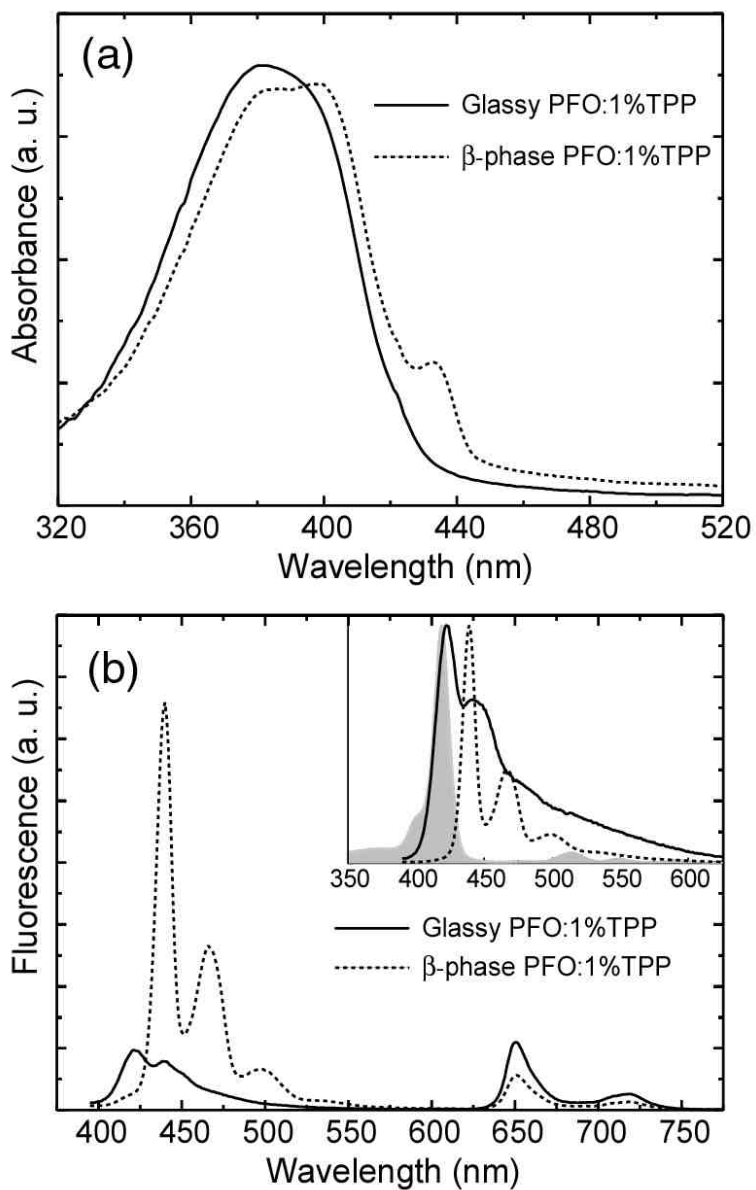 (a)
Glassy PFO:1%TPP
β-phase PFO:1%TPP
Absorbance (a. u.)
320 360 400 440 480 520
Wavelength (nm)
(b)
350 400 450 500 550 600
Glassy PFO:1%TPP
β-phase PFO:1%TPP
Fluorescence (a. u.)
400 450 500 550 600 650 700 750
Wavelength (nm)